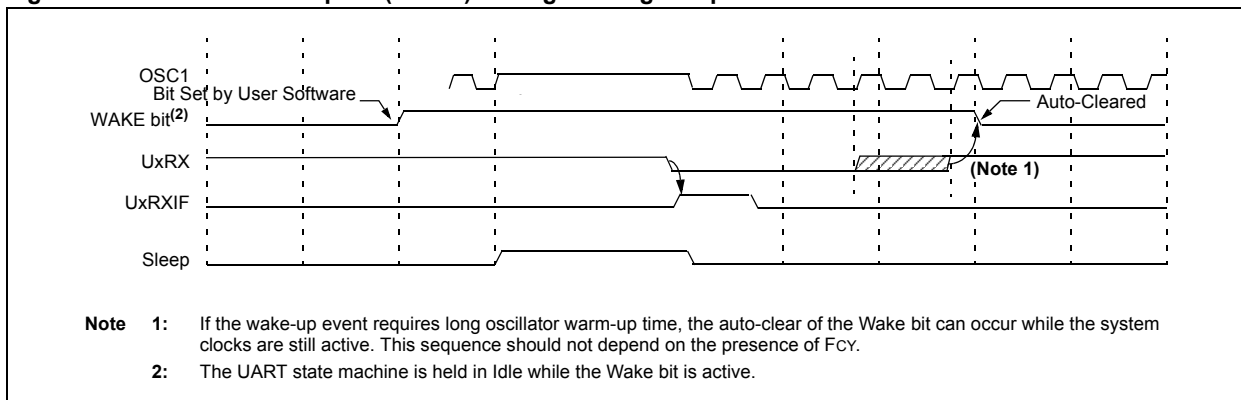 OSC1
Bit Set by User Software
Auto-Cleared
WAKE bit(2)
UxRX
(Note 1)
UxRXIF
Sleep
Note 1: If the wake-up event requires long oscillator warm-up time, the auto-clear of the Wake bit can occur while the system
clocks are still active. This sequence should not depend on the presence of FCY.
2: The UART state machine is held in Idle while the Wake bit is active.